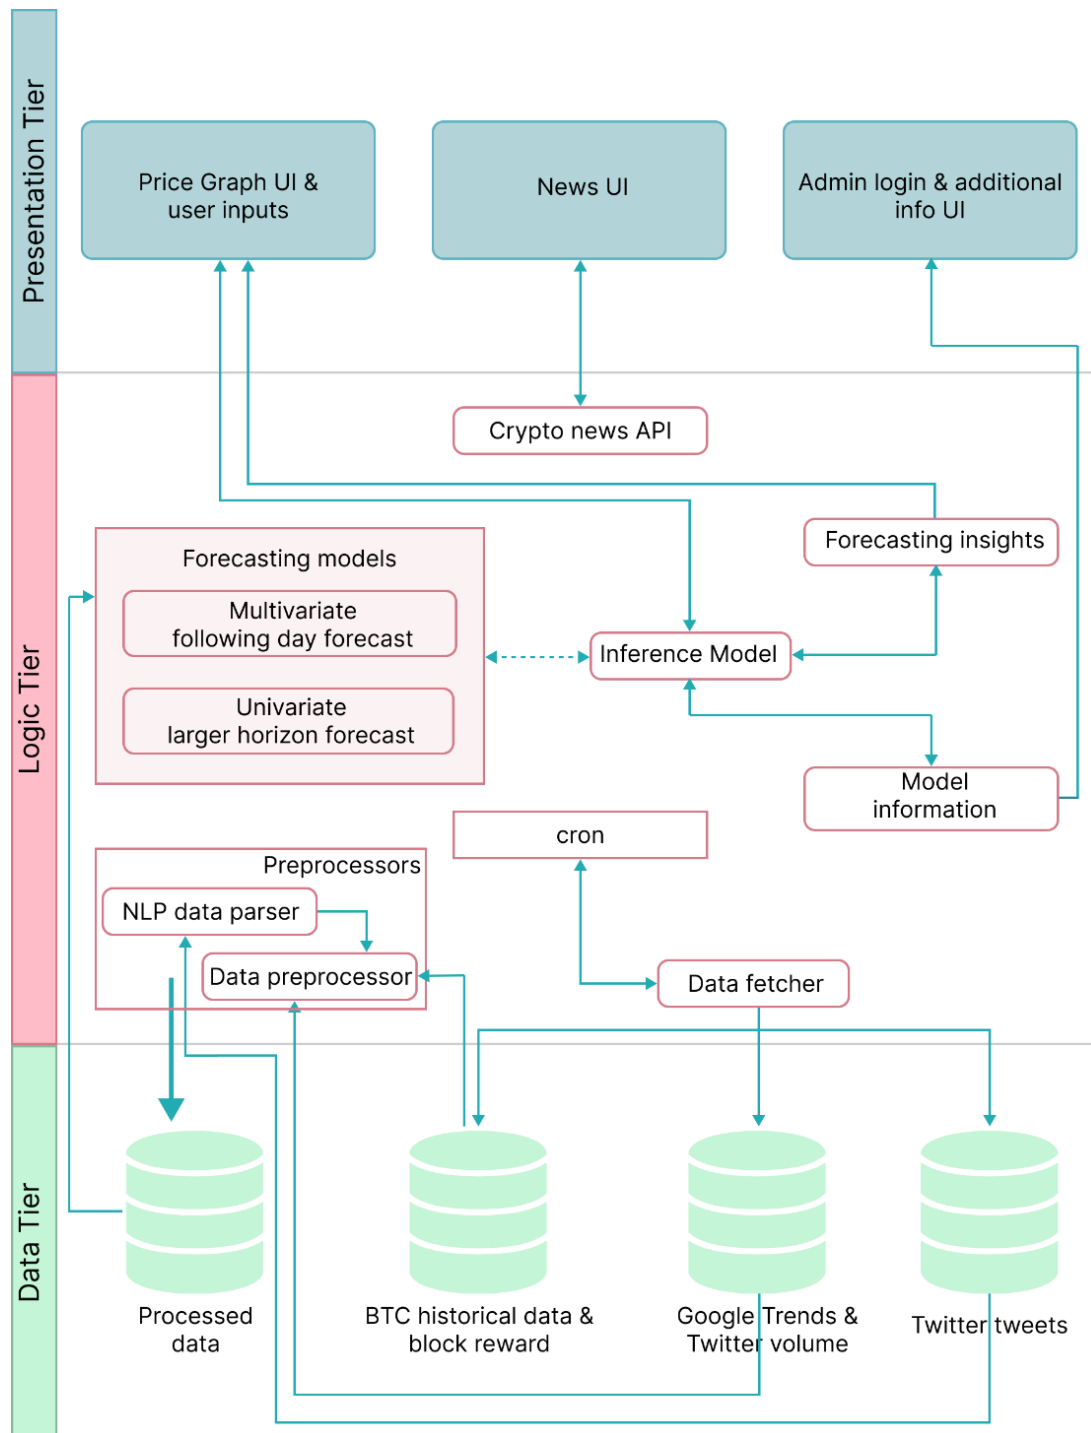 Presentation Tier
Price Graph UI &
user inputs
News UI
Admin login & additional
info UI
Logic Tier
Crypto news API
Forecasting insights
Forecasting models
Multivariate
following day forecast
Inference Model
Univariate
larger horizon forecast
Model
information
cron
Preprocessors
NLP data parser
Data preprocessor
Data fetcher
Data Tier
Processed
data
BTC historical data &
block reward
Google Trends &
Twitter volume
Twitter tweets